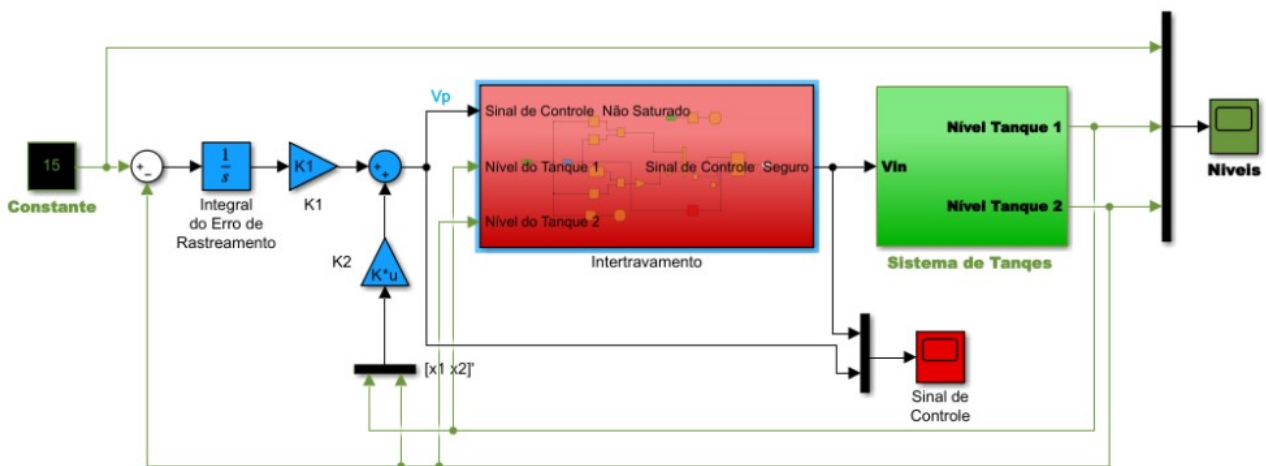 Vp
Sinal de Controle Não Saturado
Nível do Tanque 1
Sinal de Controle Seguro
Nível do Tanque 2
Intertravamento
15
Constante
+
−
1
s
Integral
do Erro de
Rastreamento
K1
K1
+
+
K2
K*u
[x1 x2]'
Vin
Nível Tanque 1
Nível Tanque 2
Sistema de Tanqes
Niveis
Sinal de
Controle